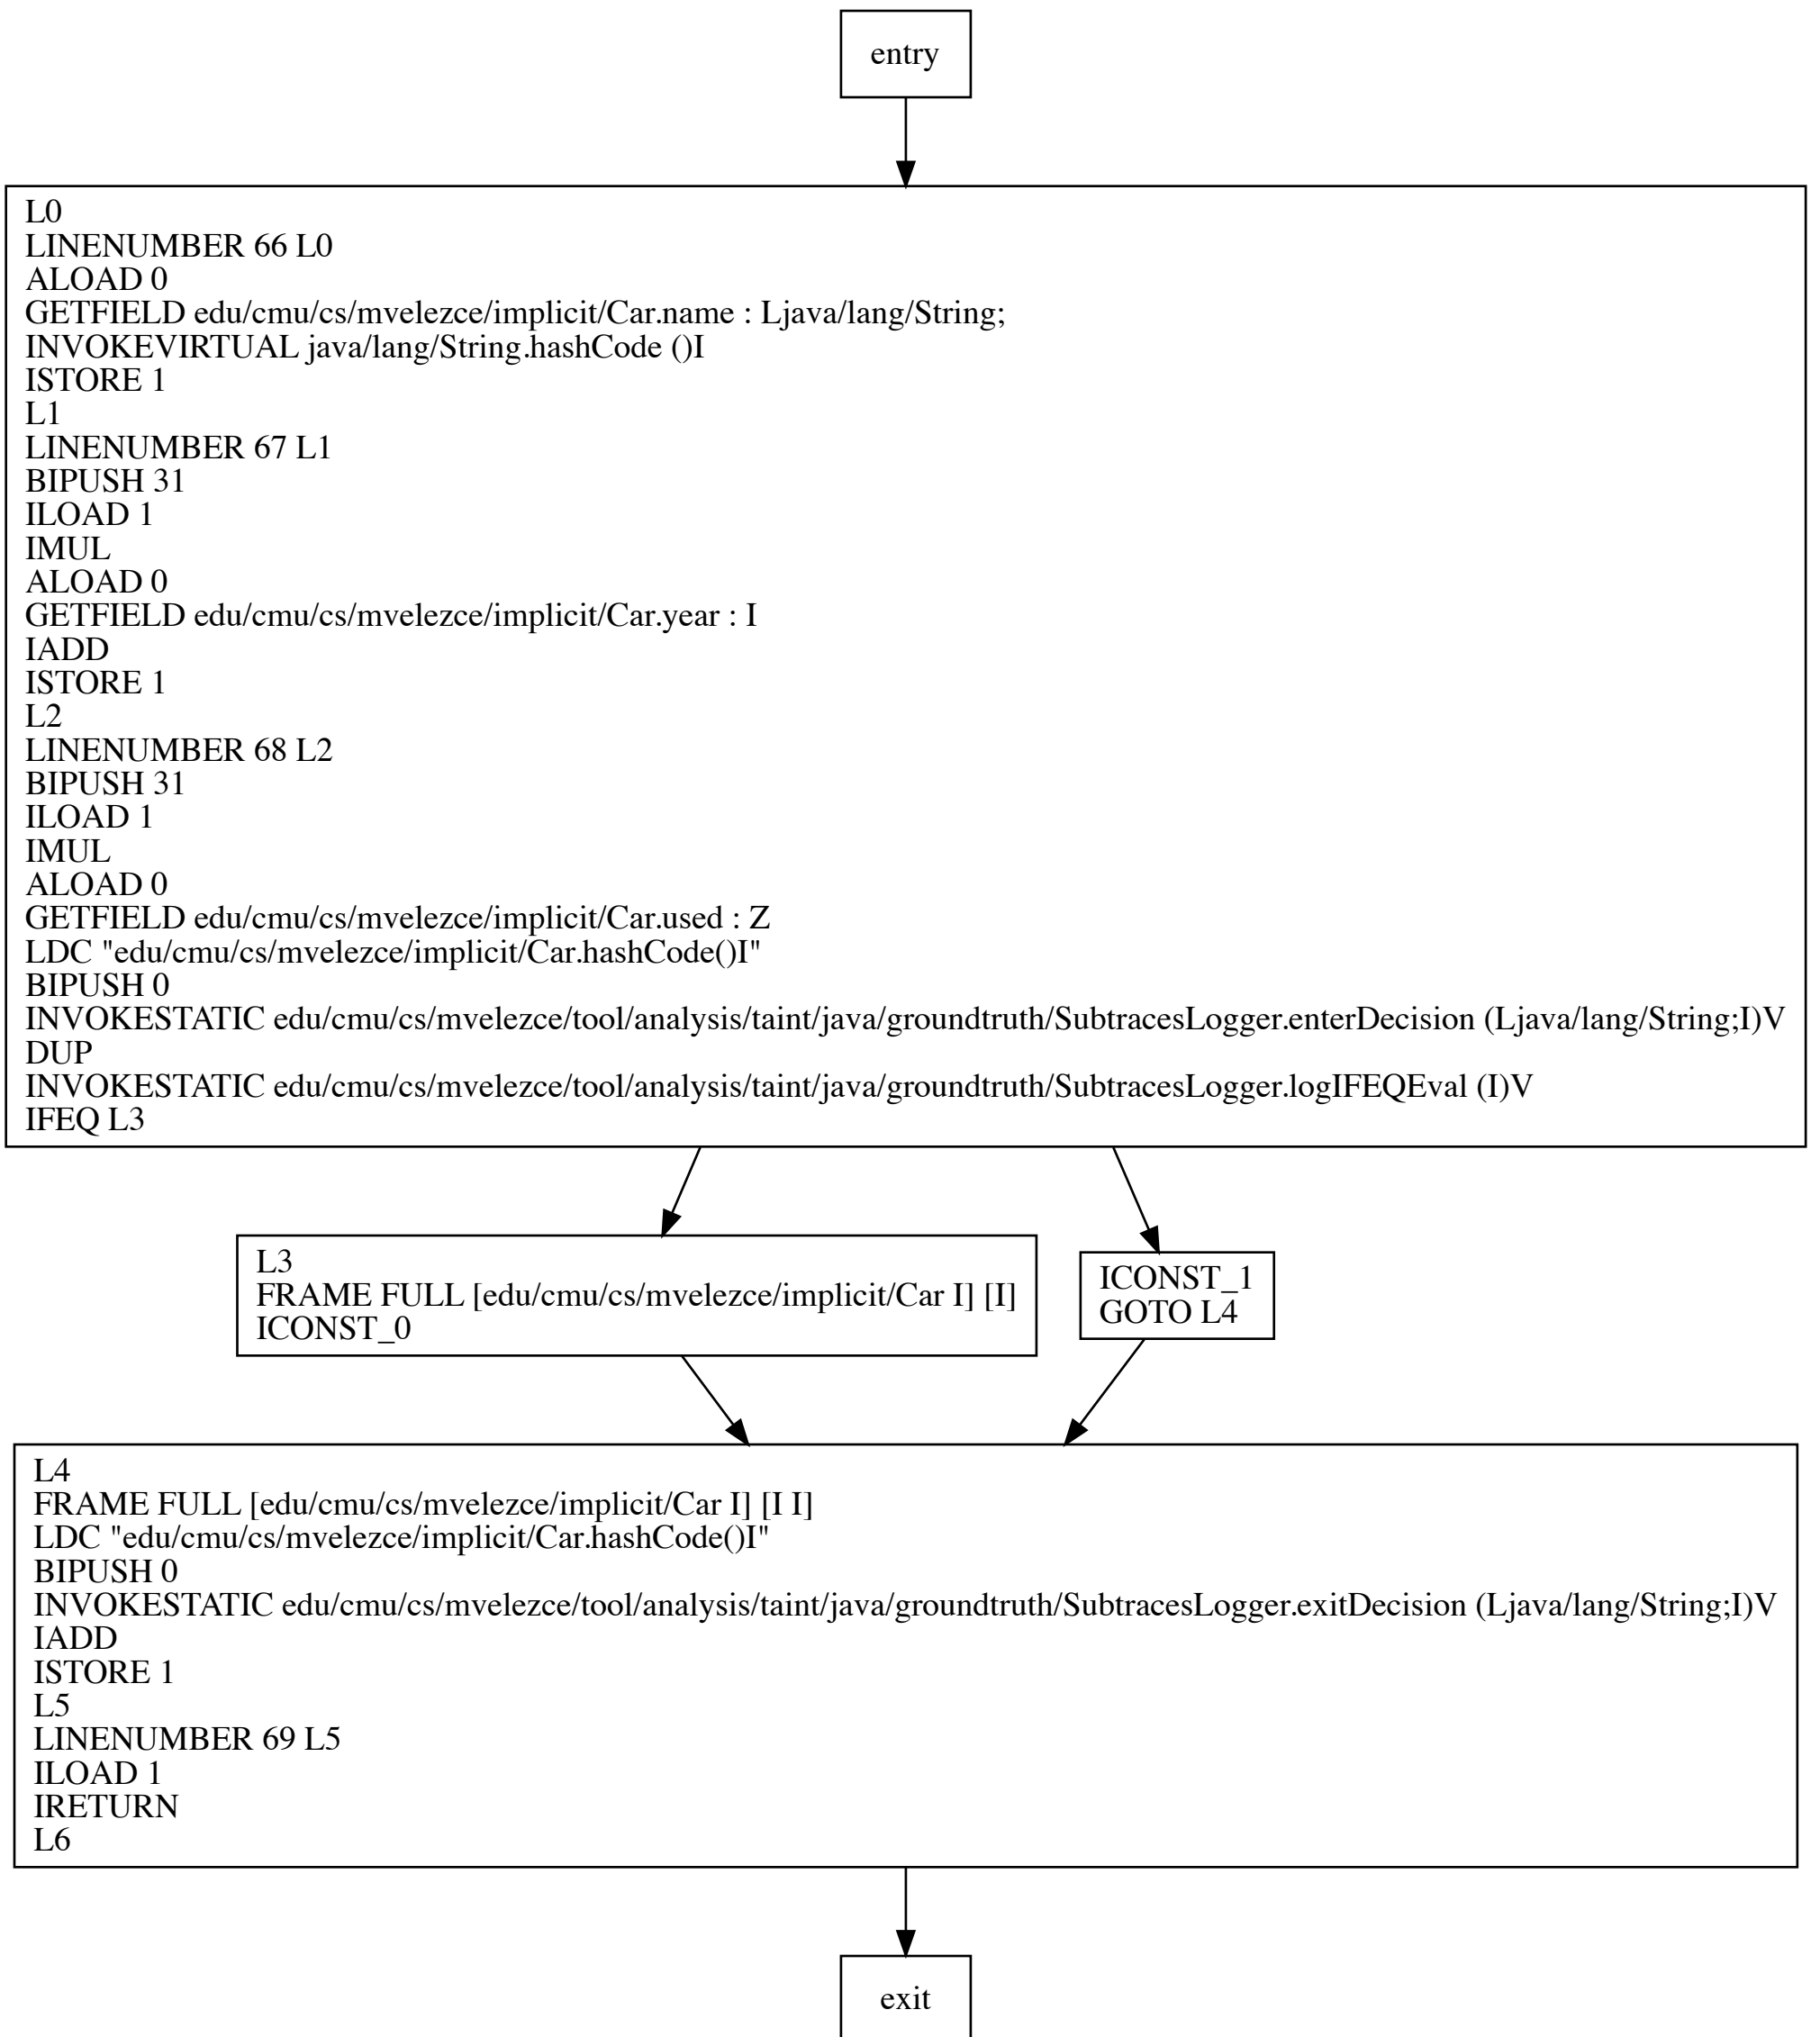 entry
L0
LINENUMBER 66 L0
ALOAD 0
GETFIELD edu/cmu/cs/mvelezce/implicit/Car.name : Ljava/lang/String;
INVOKEVIRTUAL java/lang/String.hashCode ()I
ISTORE 1
L1
LINENUMBER 67 L1
BIPUSH 31
ILOAD 1
IMUL
ALOAD 0
GETFIELD edu/cmu/cs/mvelezce/implicit/Car.year : I
IADD
ISTORE 1
L2
LINENUMBER 68 L2
BIPUSH 31
ILOAD 1
IMUL
ALOAD 0
GETFIELD edu/cmu/cs/mvelezce/implicit/Car.used : Z
LDC "edu/cmu/cs/mvelezce/implicit/Car.hashCode()I"
BIPUSH 0
INVOKESTATIC edu/cmu/cs/mvelezce/tool/analysis/taint/java/groundtruth/SubtracesLogger.enterDecision (Ljava/lang/String;I)V
DUP
INVOKESTATIC edu/cmu/cs/mvelezce/tool/analysis/taint/java/groundtruth/SubtracesLogger.logIFEQEval (I)V
IFEQ L3
L3
FRAME FULL [edu/cmu/cs/mvelezce/implicit/Car I] [I]
ICONST_0
ICONST_1
GOTO L4
L4
FRAME FULL [edu/cmu/cs/mvelezce/implicit/Car I] [I I]
LDC "edu/cmu/cs/mvelezce/implicit/Car.hashCode()I"
BIPUSH 0
INVOKESTATIC edu/cmu/cs/mvelezce/tool/analysis/taint/java/groundtruth/SubtracesLogger.exitDecision (Ljava/lang/String;I)V
IADD
ISTORE 1
L5
LINENUMBER 69 L5
ILOAD 1
IRETURN
L6
exit